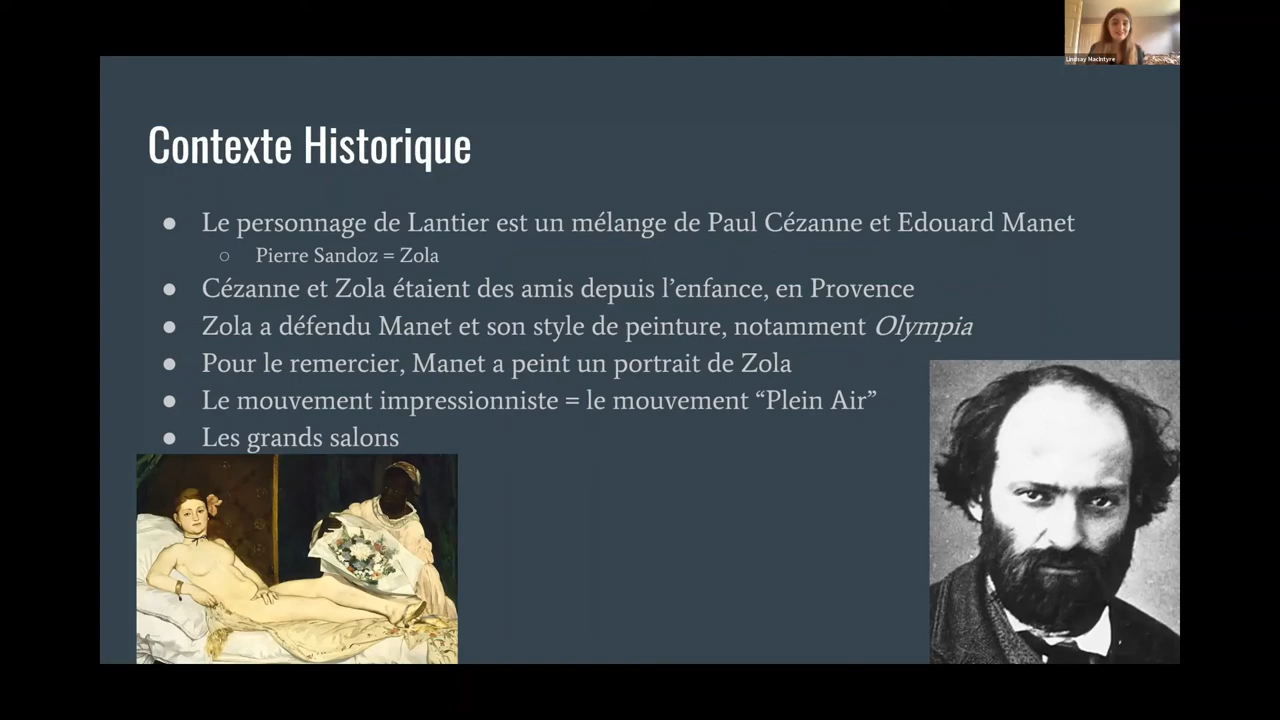 Lindsay MacIntyre
Contexte Historique
● Le personnage de Lantier est un mélange de Paul Cézanne et Edouard Manet
○ Pierre Sandoz = Zola
● Cézanne et Zola étaient des amis depuis l’enfance, en Provence
● Zola a défendu Manet et son style de peinture, notamment Olympia
● Pour le remercier, Manet a peint un portrait de Zola
● Le mouvement impressionniste = le mouvement “Plein Air”
● Les grands salons